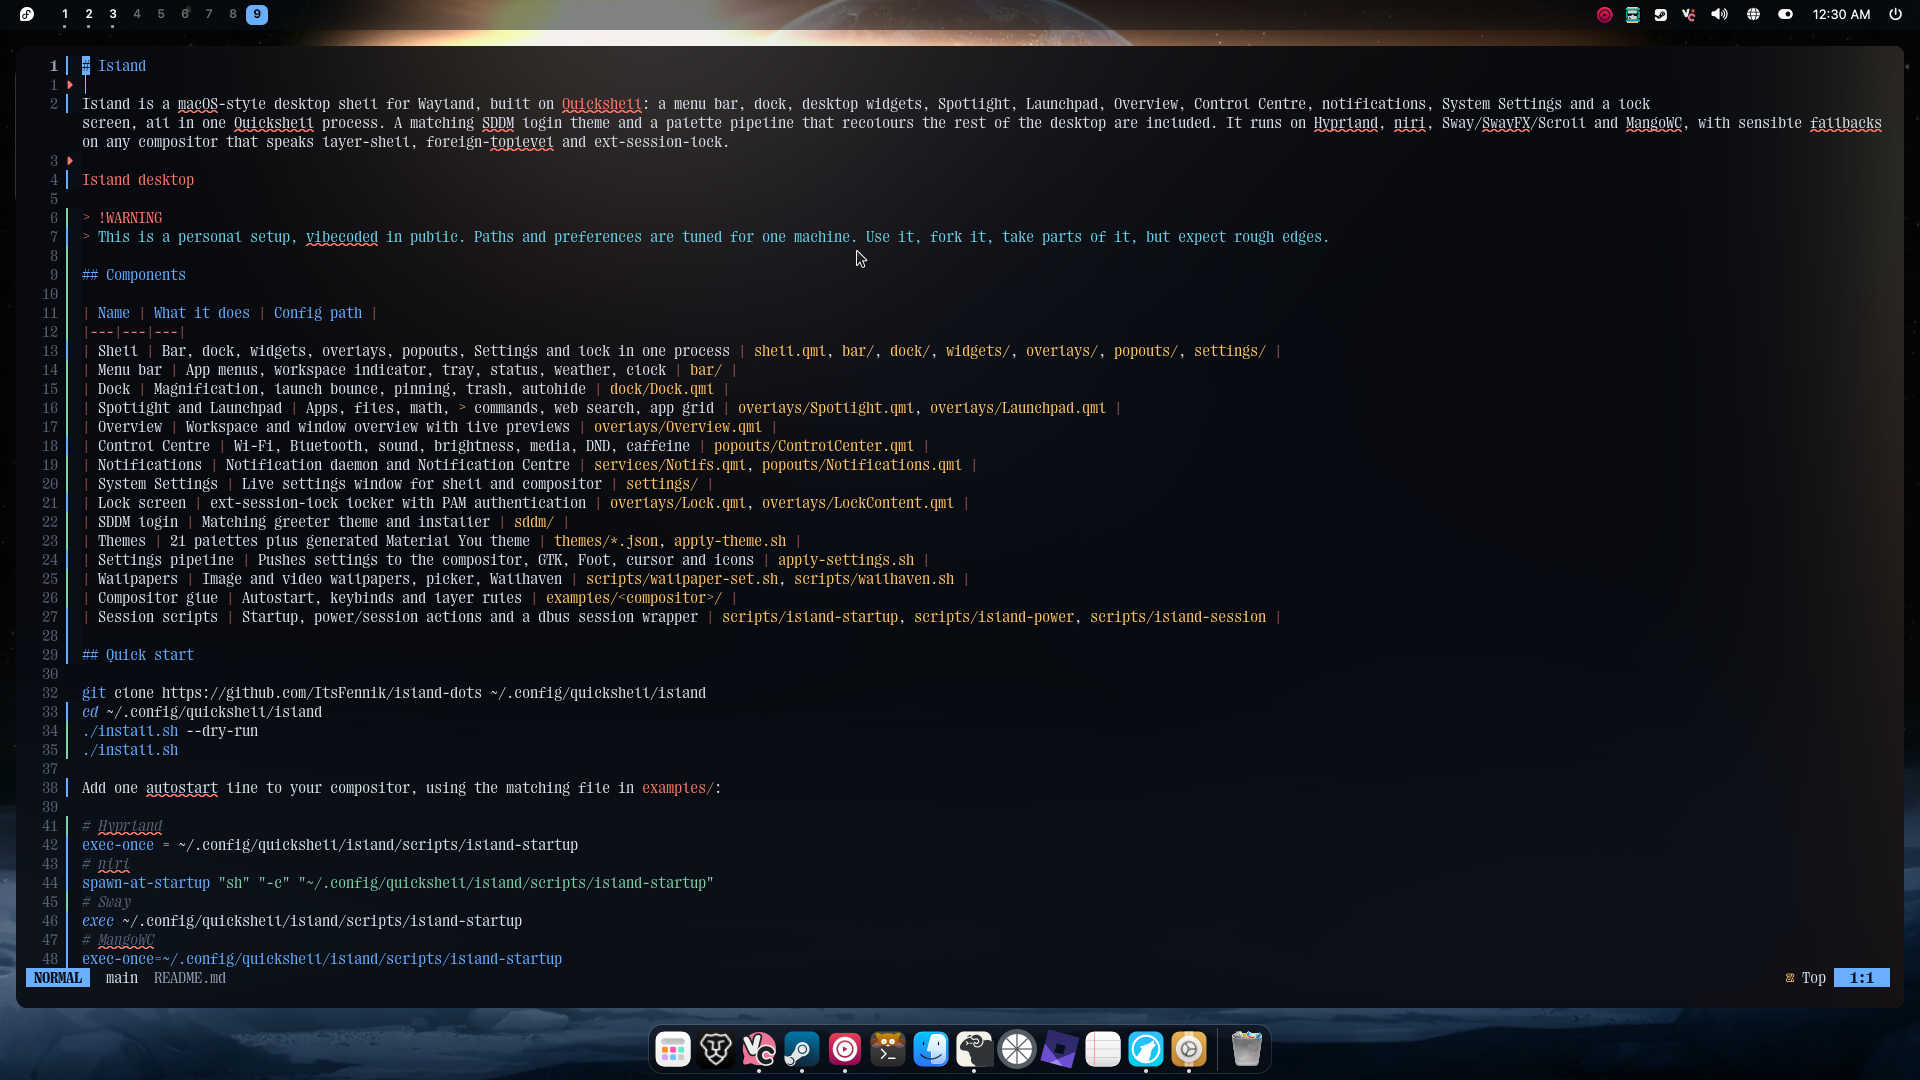 1 2 3 4 5 6 7 8 9 12:30 AM
1 # Island
1
2 Island is a macOS-style desktop shell for Wayland, built on Quickshell: a menu bar, dock, desktop widgets, Spotlight, Launchpad, Overview, Control Centre, notifications, System Settings and a lock
screen, all in one Quickshell process. A matching SDDM login theme and a palette pipeline that recolours the rest of the desktop are included. It runs on Hyprland, niri, Sway/SwayFX/Scroll and MangoWC, with sensible fallbacks
on any compositor that speaks layer-shell, foreign-toplevel and ext-session-lock.
3
4 Island desktop
5
6 > !WARNING
7 > This is a personal setup, vibecoded in public. Paths and preferences are tuned for one machine. Use it, fork it, take parts of it, but expect rough edges.
8
9 ## Components
10
11 | Name | What it does | Config path |
12 |---|---|---|
13 | Shell | Bar, dock, widgets, overlays, popouts, Settings and lock in one process | shell.qml, bar/, dock/, widgets/, overlays/, popouts/, settings/ |
14 | Menu bar | App menus, workspace indicator, tray, status, weather, clock | bar/ |
15 | Dock | Magnification, launch bounce, pinning, trash, autohide | dock/Dock.qml |
16 | Spotlight and Launchpad | Apps, files, math, > commands, web search, app grid | overlays/Spotlight.qml, overlays/Launchpad.qml |
17 | Overview | Workspace and window overview with live previews | overlays/Overview.qml |
18 | Control Centre | Wi-Fi, Bluetooth, sound, brightness, media, DND, caffeine | popouts/ControlCenter.qml |
19 | Notifications | Notification daemon and Notification Centre | services/Notifs.qml, popouts/Notifications.qml |
20 | System Settings | Live settings window for shell and compositor | settings/ |
21 | Lock screen | ext-session-lock locker with PAM authentication | overlays/Lock.qml, overlays/LockContent.qml |
22 | SDDM login | Matching greeter theme and installer | sddm/ |
23 | Themes | 21 palettes plus generated Material You theme | themes/*.json, apply-theme.sh |
24 | Settings pipeline | Pushes settings to the compositor, GTK, Foot, cursor and icons | apply-settings.sh |
25 | Wallpapers | Image and video wallpapers, picker, Wallhaven | scripts/wallpaper-set.sh, scripts/wallhaven.sh |
26 | Compositor glue | Autostart, keybinds and layer rules | examples/<compositor>/ |
27 | Session scripts | Startup, power/session actions and a dbus session wrapper | scripts/island-startup, scripts/island-power, scripts/island-session |
28
29 ## Quick start
30
32 git clone https://github.com/ItsFennik/island-dots ~/.config/quickshell/island
33 cd ~/.config/quickshell/island
34 ./install.sh --dry-run
35 ./install.sh
37
38 Add one autostart line to your compositor, using the matching file in examples/:
39
41 # Hyprland
42 exec-once = ~/.config/quickshell/island/scripts/island-startup
43 # niri
44 spawn-at-startup "sh" "-c" "~/.config/quickshell/island/scripts/island-startup"
45 # Sway
46 exec ~/.config/quickshell/island/scripts/island-startup
47 # MangoWC
48 exec-once=~/.config/quickshell/island/scripts/island-startup
NORMAL main README.md Top 1:1